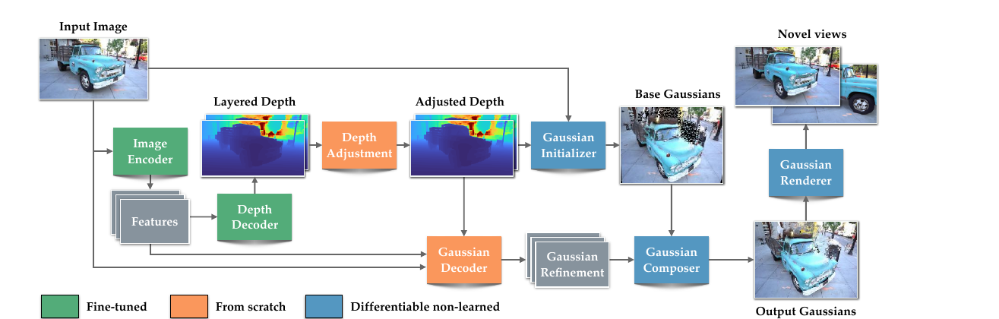 Input Image
Novel views
Layered Depth
Adjusted Depth
Base Gaussians
Image
Encoder
Depth
Adjustment
Gaussian
Initializer
Gaussian
Renderer
Features
Depth
Decoder
Gaussian
Decoder
Gaussian
Refinement
Gaussian
Composer
Fine-tuned
From scratch
Differentiable non-learned
Output Gaussians